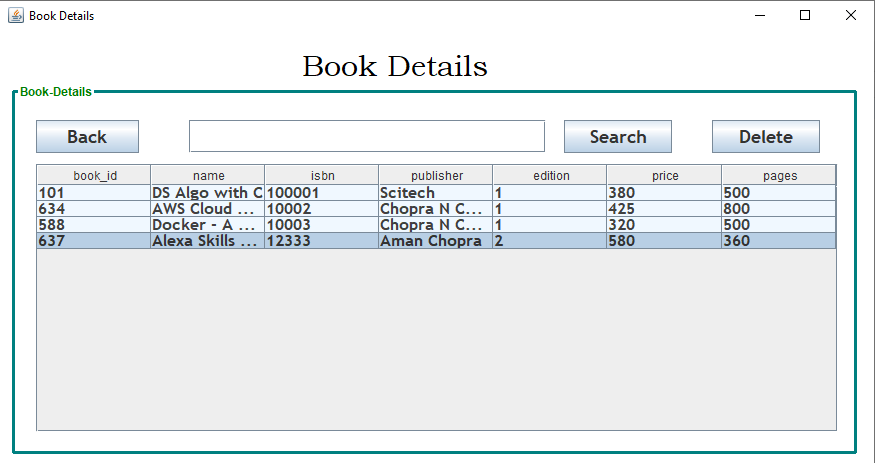 Book Details
Book Details
Book-Details
Back Search Delete
book_id name isbn publisher edition price pages
101 DS Algo with C 100001 Scitech 1 380 500
634 AWS Cloud ... 10002 Chopra N C... 1 425 800
588 Docker - A ... 10003 Chopra N C... 1 320 500
637 Alexa Skills ... 12333 Aman Chopra 2 580 360